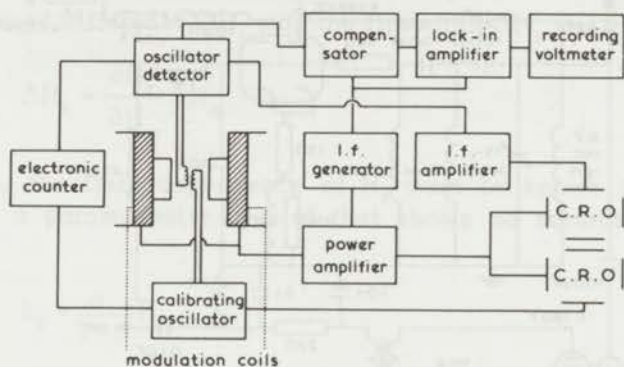 oscillator
detector
compen-
sator
lock-in
amplifier
recording
voltmeter
electronic
counter
l.f.
generator
l.f
amplifier
power
amplifier
C.R.O
C.R.O
calibrating
oscillator
modulation coils